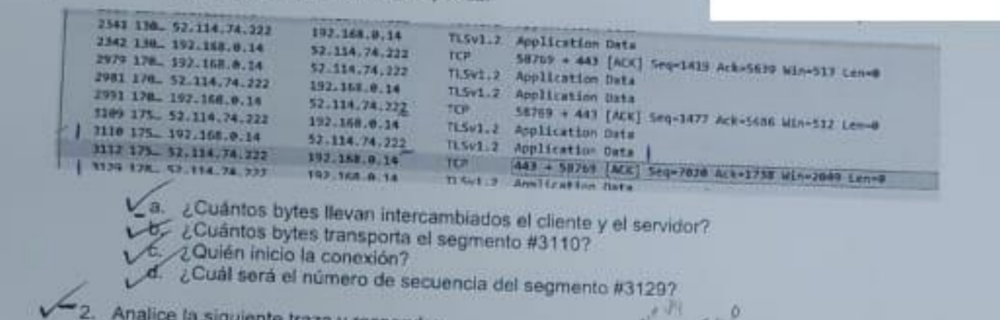 2341 130… 52.114.74.222 192.168.0.14 TLSv1.2 Application Data
2342 130… 192.168.0.14 52.114.74.222 TCP 58769 → 443 [ACK] Seq=1419 Ack=5639 Win=513 Len=0
2979 170… 192.168.0.14 52.114.74.222 TLSv1.2 Application Data
2981 170… 52.114.74.222 192.168.0.14 TLSv1.2 Application Data
2991 170… 192.168.0.14 52.114.74.222 TCP 58769 → 443 [ACK] Seq=1477 Ack=5686 Win=512 Len=0
3109 175… 52.114.74.222 192.168.0.14 TLSv1.2 Application Data
3110 175… 192.168.0.14 52.114.74.222 TLSv1.2 Application Data
3112 175… 52.114.74.222 192.168.0.14 TCP 443 → 58769 [ACK] Seq=7020 Ack=1738 Win=2049 Len=0
3129 178… 52.114.74.222 192.168.0.14 TLSv1.2 Application Data
a. ¿Cuántos bytes llevan intercambiados el cliente y el servidor?
b. ¿Cuántos bytes transporta el segmento #3110?
c. ¿Quién inicio la conexión?
d. ¿Cuál será el número de secuencia del segmento #3129?
2. Analice la siguiente traza y